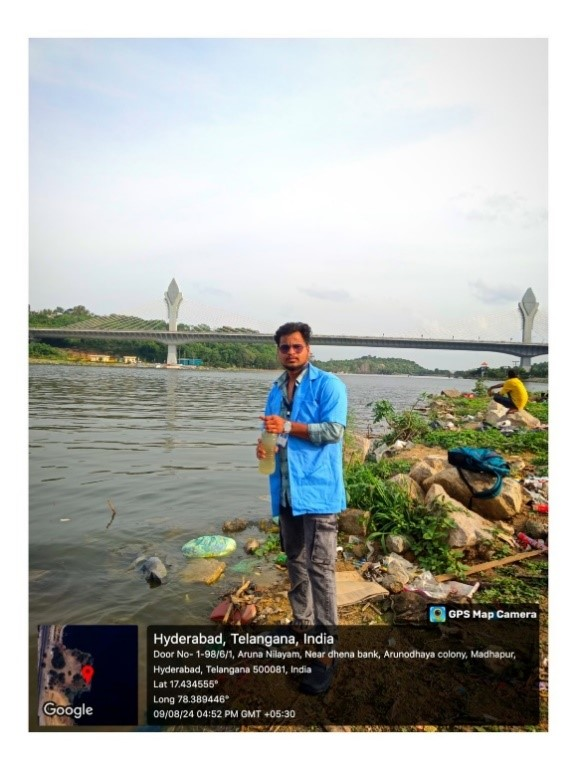 GPS Map Camera
Hyderabad, Telangana, India
Door No- 1-98/6/1, Aruna Nilayam, Near dhena bank, Arunodhaya colony, Madhapur,
Hyderabad, Telangana 500081, India
Lat 17.434555°
Long 78.389446°
09/08/24 04:52 PM GMT +05:30
Google